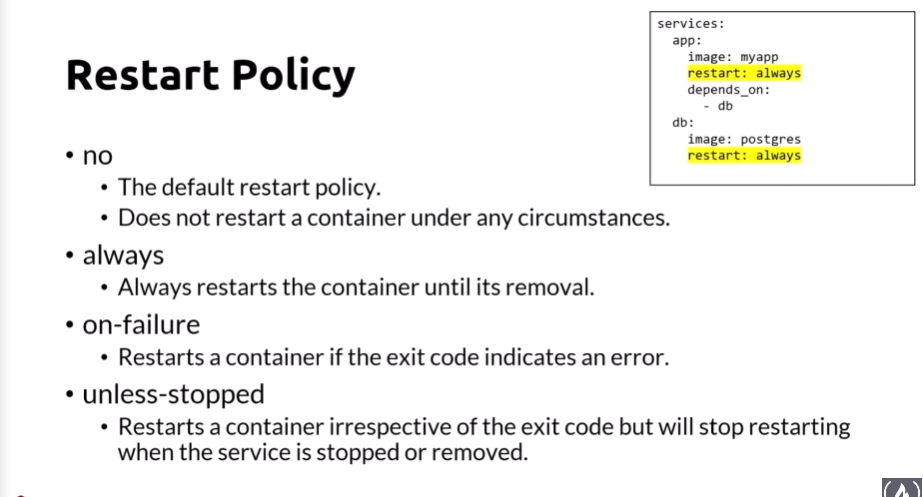 Restart Policy
services:
  app:
    image: myapp
    restart: always
    depends_on:
      - db
  db:
    image: postgres
    restart: always
• no
• The default restart policy.
• Does not restart a container under any circumstances.
• always
• Always restarts the container until its removal.
• on-failure
• Restarts a container if the exit code indicates an error.
• unless-stopped
• Restarts a container irrespective of the exit code but will stop restarting
when the service is stopped or removed.